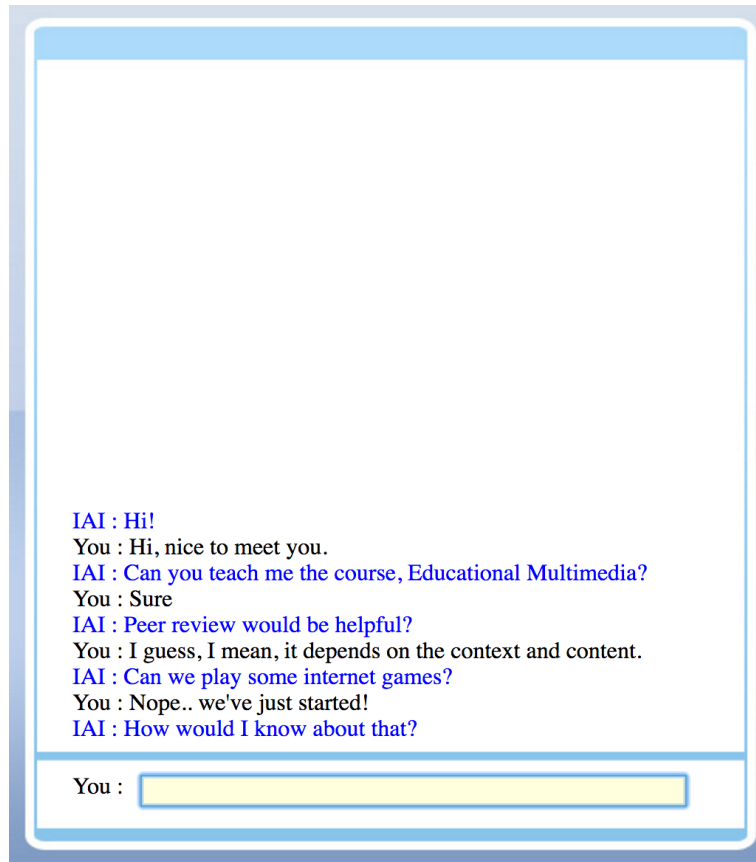 IAI : Hi!
You : Hi, nice to meet you.
IAI : Can you teach me the course, Educational Multimedia?
You : Sure
IAI : Peer review would be helpful?
You : I guess, I mean, it depends on the context and content.
IAI : Can we play some internet games?
You : Nope.. we've just started!
IAI : How would I know about that?
You :